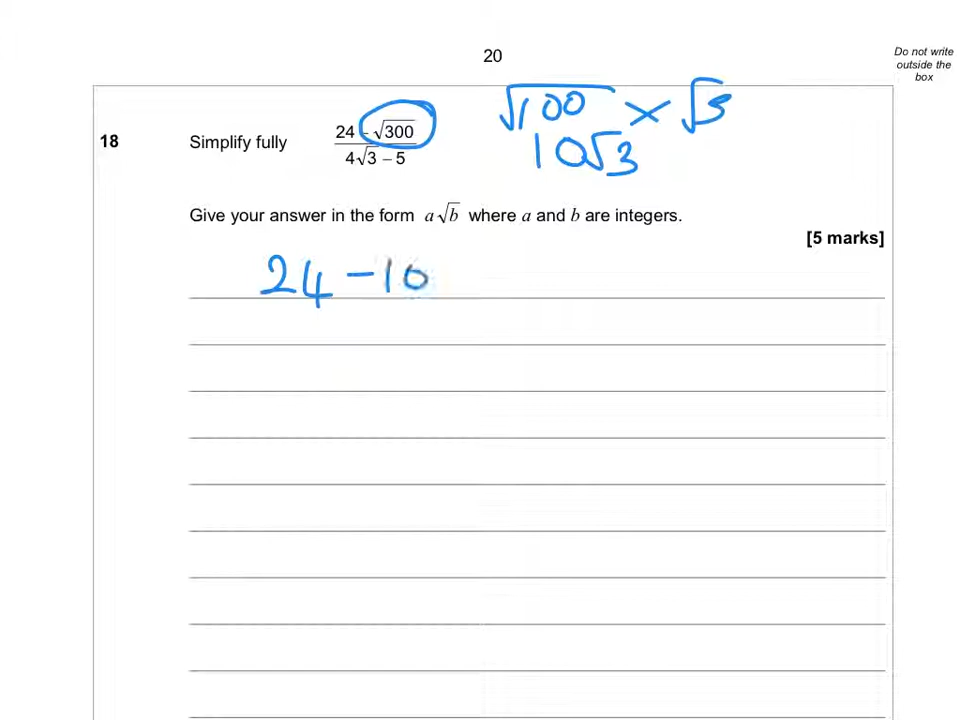 20
Do not write
outside the
box
√100 × √3
18 Simplify fully (24 − √300)/(4√3 − 5)
10√3
Give your answer in the form a√b where a and b are integers.
[5 marks]
24 − 10